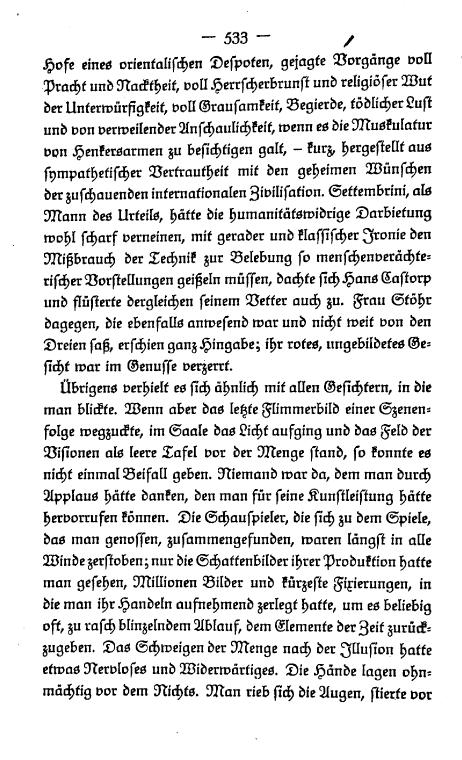 — 533 —
Hofe eines orientalischen Despoten, gejagte Vorgänge voll
Pracht und Nacktheit, voll Herrscherbrunst und religiöser Wut
der Unterwürfigkeit, voll Grausamkeit, Begierde, tödlicher Lust
und von verweilender Anschaulichkeit, wenn es die Muskulatur
von Henkersarmen zu besichtigen galt, – kurz, hergestellt aus
sympathetischer Vertrautheit mit den geheimen Wünschen
der zuschauenden internationalen Zivilisation. Settembrini, als
Mann des Urteils, hätte die humanitätswidrige Darbietung
wohl scharf verneinen, mit gerader und klassischer Ironie den
Mißbrauch der Technik zur Belebung so menschenverächte-
rischer Vorstellungen geißeln müssen, dachte sich Hans Castorp
und flüsterte dergleichen seinem Vetter auch zu. Frau Stöhr
dagegen, die ebenfalls anwesend war und nicht weit von den
Dreien saß, erschien ganz Hingabe; ihr rotes, ungebildetes Ge-
sicht war im Genusse verzerrt.
Übrigens verhielt es sich ähnlich mit allen Gesichtern, in die
man blickte. Wenn aber das letzte Flimmerbild einer Szenen-
folge wegzuckte, im Saale das Licht aufging und das Feld der
Visionen als leere Tafel vor der Menge stand, so konnte es
nicht einmal Beifall geben. Niemand war da, dem man durch
Applaus hätte danken, den man für seine Kunstleistung hätte
hervorrufen können. Die Schauspieler, die sich zu dem Spiele,
das man genossen, zusammengefunden, waren längst in alle
Winde zerstoben; nur die Schattenbilder ihrer Produktion hatte
man gesehen, Millionen Bilder und kürzeste Fixierungen, in
die man ihr Handeln aufnehmend zerlegt hatte, um es beliebig
oft, zu rasch blinzelndem Ablauf, dem Elemente der Zeit zurück-
zugeben. Das Schweigen der Menge nach der Illusion hatte
etwas Nervloses und Widerwärtiges. Die Hände lagen ohn-
mächtig vor dem Nichts. Man rieb sich die Augen, stierte vor